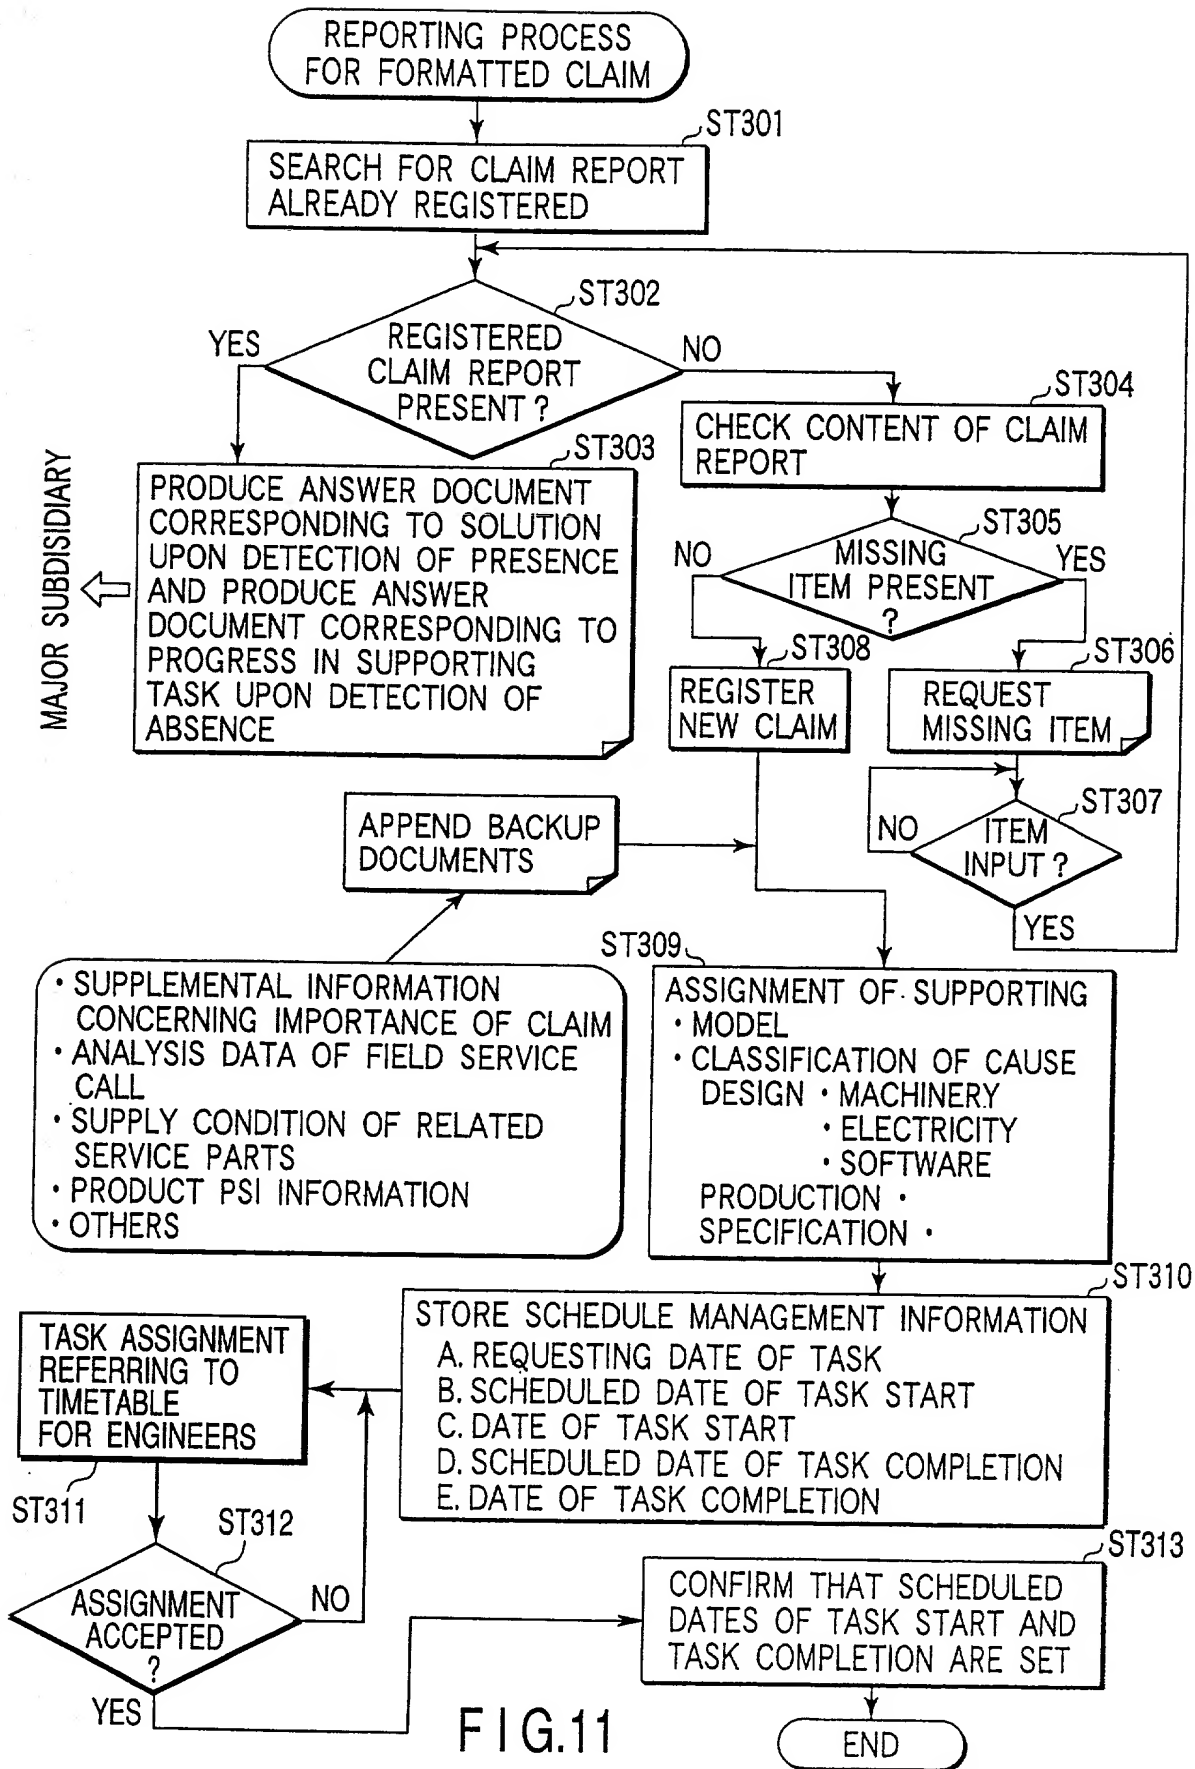 REPORTING PROCESS
FOR FORMATTED CLAIM
ST301
SEARCH FOR CLAIM REPORT
ALREADY REGISTERED
ST302
REGISTERED
CLAIM REPORT
PRESENT ?
YES
NO
ST303
PRODUCE ANSWER DOCUMENT
CORRESPONDING TO SOLUTION
UPON DETECTION OF PRESENCE
AND PRODUCE ANSWER
DOCUMENT CORRESPONDING TO
PROGRESS IN SUPPORTING
TASK UPON DETECTION OF
ABSENCE
MAJOR SUBDISIDIARY
ST304
CHECK CONTENT OF CLAIM
REPORT
ST305
MISSING
ITEM PRESENT
?
NO
YES
ST308
REGISTER
NEW CLAIM
ST306
REQUEST
MISSING ITEM
ST307
ITEM
INPUT ?
NO
YES
APPEND BACKUP
DOCUMENTS
• SUPPLEMENTAL INFORMATION
CONCERNING IMPORTANCE OF CLAIM
• ANALYSIS DATA OF FIELD SERVICE
CALL
• SUPPLY CONDITION OF RELATED
SERVICE PARTS
• PRODUCT PSI INFORMATION
• OTHERS
ST309
ASSIGNMENT OF SUPPORTING
• MODEL
• CLASSIFICATION OF CAUSE
DESIGN • MACHINERY
• ELECTRICITY
• SOFTWARE
PRODUCTION •
SPECIFICATION •
ST310
STORE SCHEDULE MANAGEMENT INFORMATION
A. REQUESTING DATE OF TASK
B. SCHEDULED DATE OF TASK START
C. DATE OF TASK START
D. SCHEDULED DATE OF TASK COMPLETION
E. DATE OF TASK COMPLETION
TASK ASSIGNMENT
REFERRING TO
TIMETABLE
FOR ENGINEERS
ST311
ST312
ASSIGNMENT
ACCEPTED
?
NO
YES
ST313
CONFIRM THAT SCHEDULED
DATES OF TASK START AND
TASK COMPLETION ARE SET
END
FIG.11